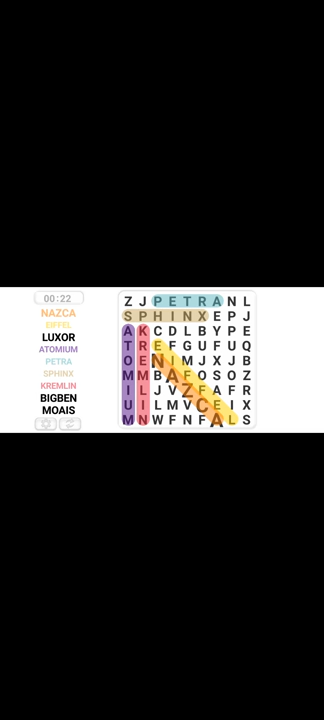 00:22
NAZCA
EIFFEL
LUXOR
ATOMIUM
PETRA
SPHINX
KREMLIN
BIGBEN
MOAIS
Z J P E T R A N L
S P H I N X E P J
A K C D L B Y P E
T R E F G U F U Q
O E N I M J X J B
M M B A F O S O Z
I L J V Z F A F R
U I L M V C E I X
M N W F N F A L S